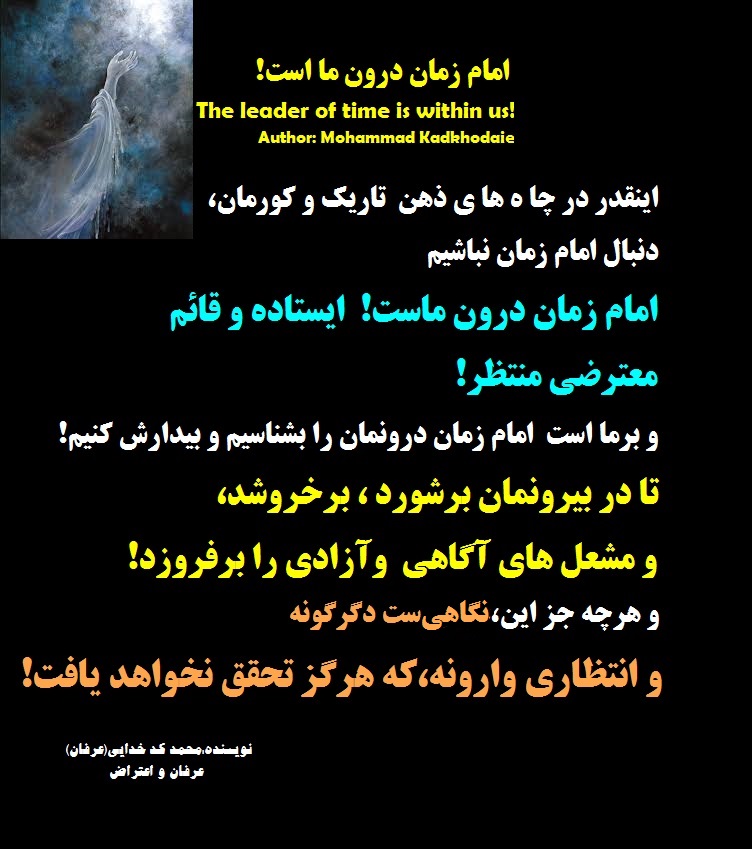 امام زمان درون ما است!
The leader of time is within us!
Author: Mohammad Kadkhodaie
اینقدر در چا ه ها ی ذهن تاریک و کورمان،
دنبال امام زمان نباشیم
امام زمان درون ماست! ایستاده و قائم
معترضی منتظر!
و برما است امام زمان درونمان را بشناسیم و بیدارش کنیم!
تا در بیرونمان برشورد ، برخروشد،
و مشعل های آگاهی وآزادی را برفروزد!
و هرچه جز این،نگاهی‌ست دگرگونه
و انتظاری وارونه،که هرگز تحقق نخواهد یافت!
نویسنده.محمد کد خدایی(عرفان)
عرفان و اعتراض